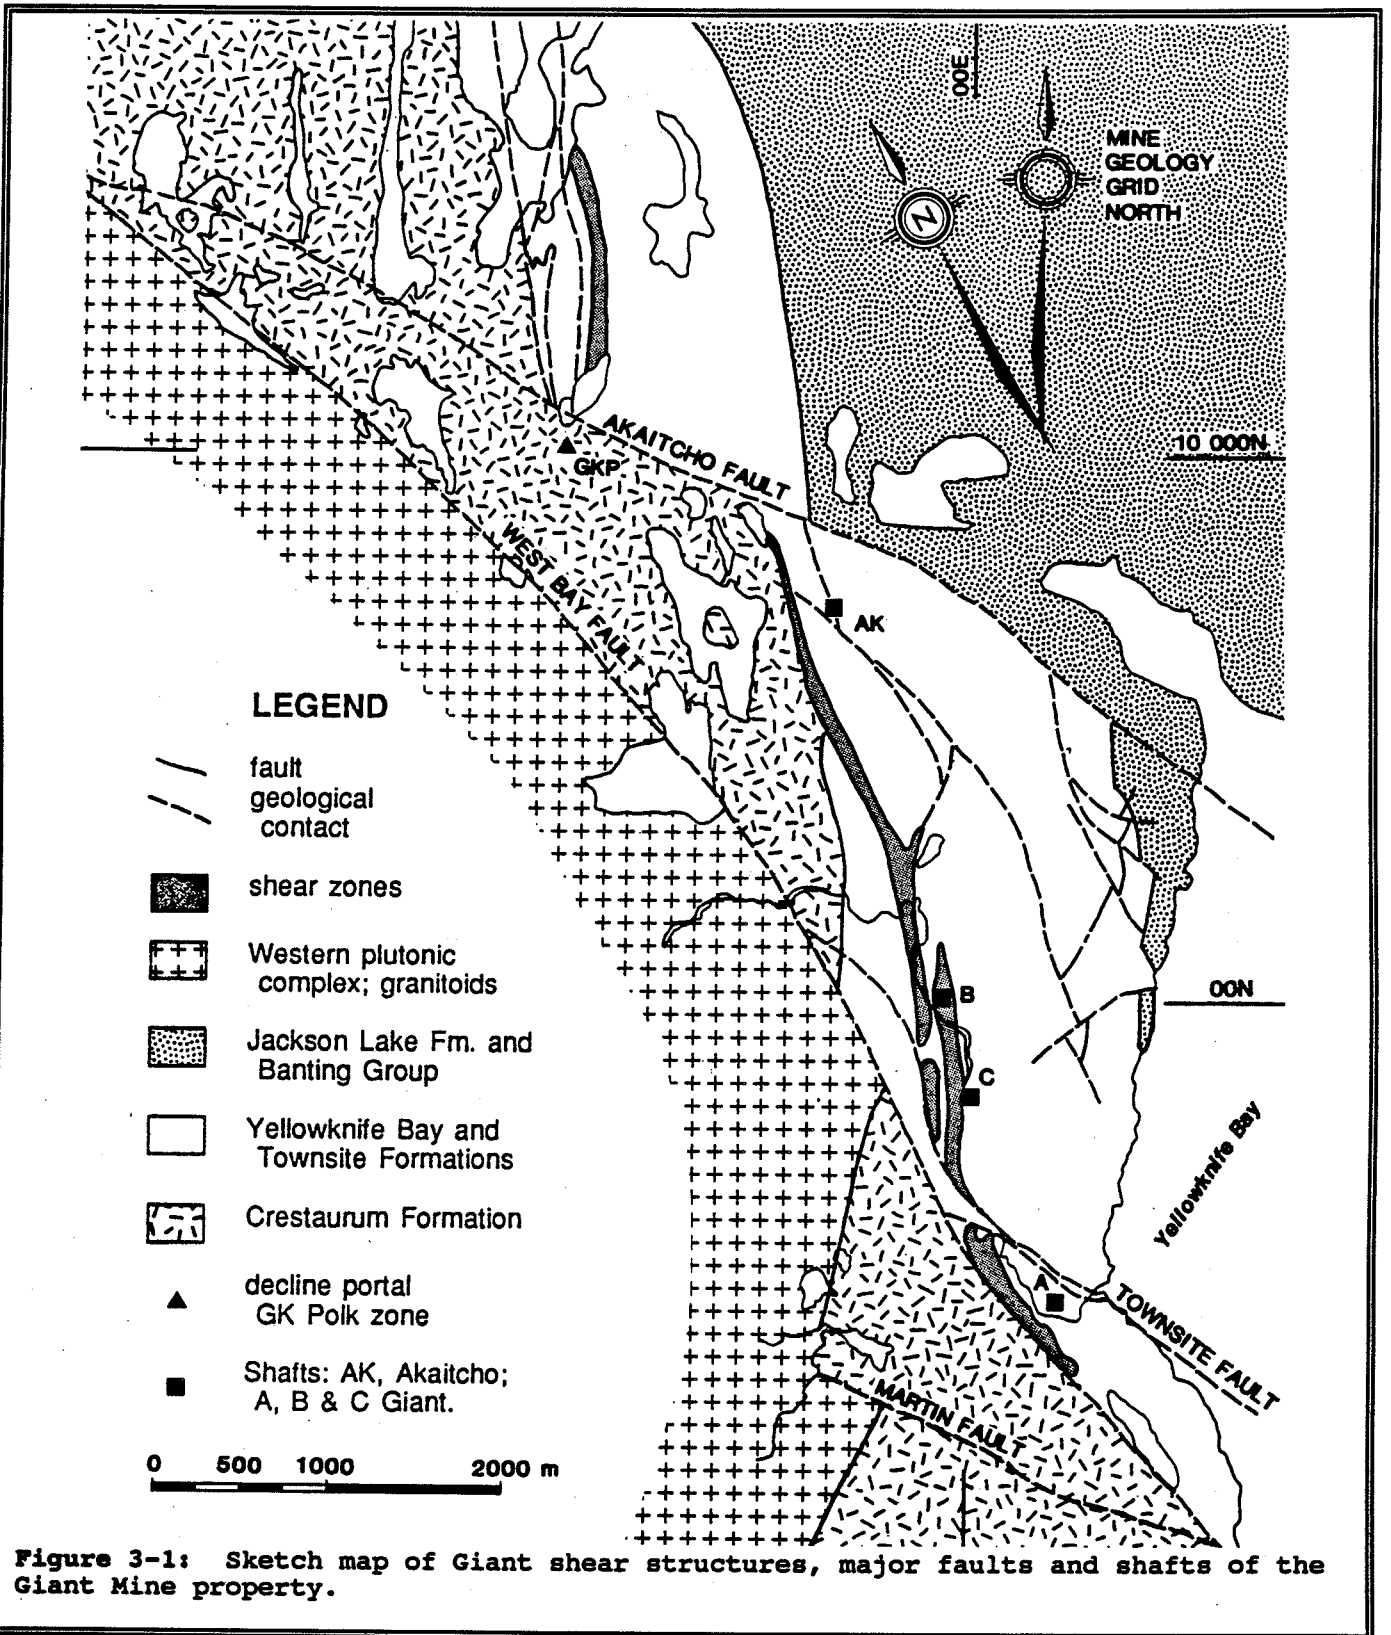 00E
N
MINE
GEOLOGY
GRID
NORTH
10 000N
AKAITCHO FAULT
GKP
WEST BAY FAULT
AK
LEGEND
fault
geological
contact
shear zones
Western plutonic
complex; granitoids
B
00N
Jackson Lake Fm. and
Banting Group
C
Yellowknife Bay and
Townsite Formations
Yellowknife Bay
Crestaurum Formation
decline portal
GK Polk zone
A
TOWNSITE FAULT
Shafts: AK, Akaitcho;
A, B & C Giant.
MARTIN FAULT
0 500 1000 2000 m
Figure 3-1: Sketch map of Giant shear structures, major faults and shafts of the
Giant Mine property.